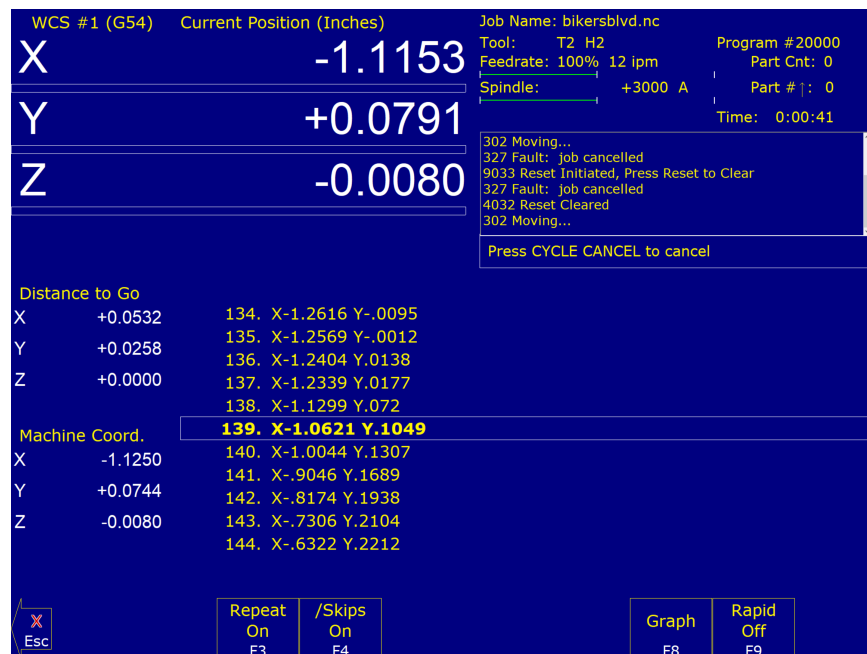 WCS #1 (G54) Current Position (Inches)
X -1.1153
Y +0.0791
Z -0.0080
Job Name: bikersblvd.nc
Tool: T2 H2 Program #20000
Feedrate: 100% 12 ipm Part Cnt: 0
Spindle: +3000 A Part #↑: 0
Time: 0:00:41
302 Moving...
327 Fault: job cancelled
9033 Reset Initiated, Press Reset to Clear
327 Fault: job cancelled
4032 Reset Cleared
302 Moving...
Press CYCLE CANCEL to cancel
Distance to Go
X +0.0532
Y +0.0258
Z +0.0000
Machine Coord.
X -1.1250
Y +0.0744
Z -0.0080
134. X-1.2616 Y-.0095
135. X-1.2569 Y-.0012
136. X-1.2404 Y.0138
137. X-1.2339 Y.0177
138. X-1.1299 Y.072
139. X-1.0621 Y.1049
140. X-1.0044 Y.1307
141. X-.9046 Y.1689
142. X-.8174 Y.1938
143. X-.7306 Y.2104
144. X-.6322 Y.2212
X
Esc
Repeat
On
F3
/Skips
On
F4
Graph
F8
Rapid
Off
F9